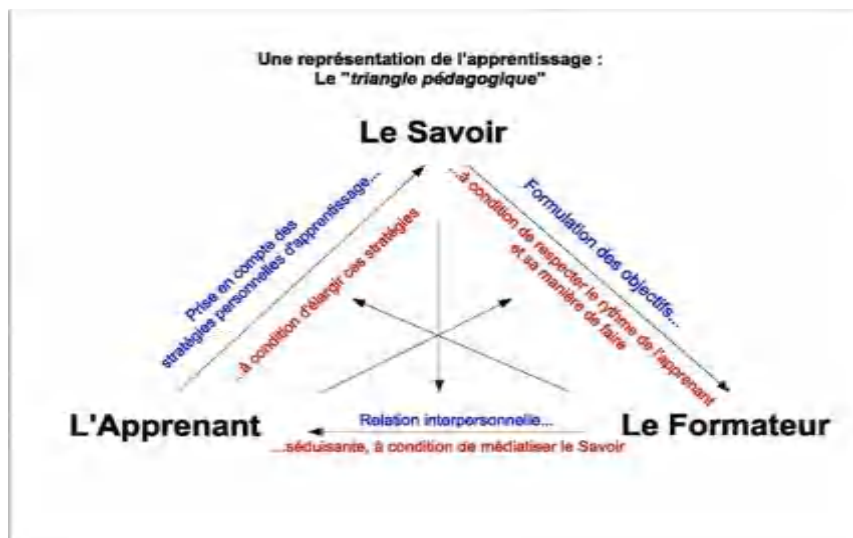 Une représentation de l'apprentissage :
Le "triangle pédagogique"
Le Savoir
Prise en compte des
stratégies personnelles d'apprentissage...
...à condition d'élargir ces stratégies
Formulation des objectifs...
...à condition de respecter le rythme de l'apprenant
et sa manière de faire
L'Apprenant
Relation interpersonnelle...
...séduisante, à condition de médiatiser le Savoir
Le Formateur